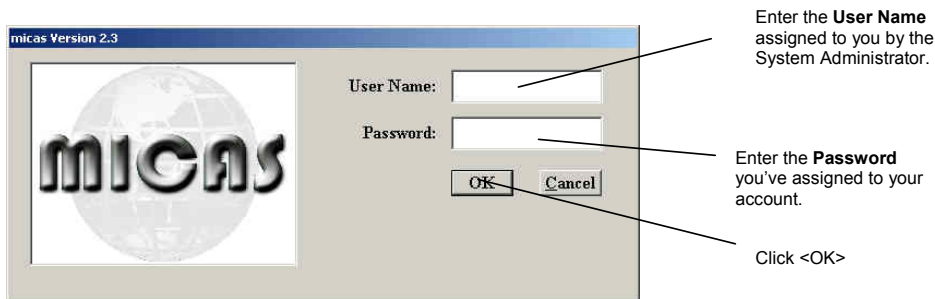 Enter the User Name
assigned to you by the
System Administrator.
micas Version 2.3
User Name:
MICAS
Password:
Enter the Password
you've assigned to your
account.
OK Cancel
Click <OK>